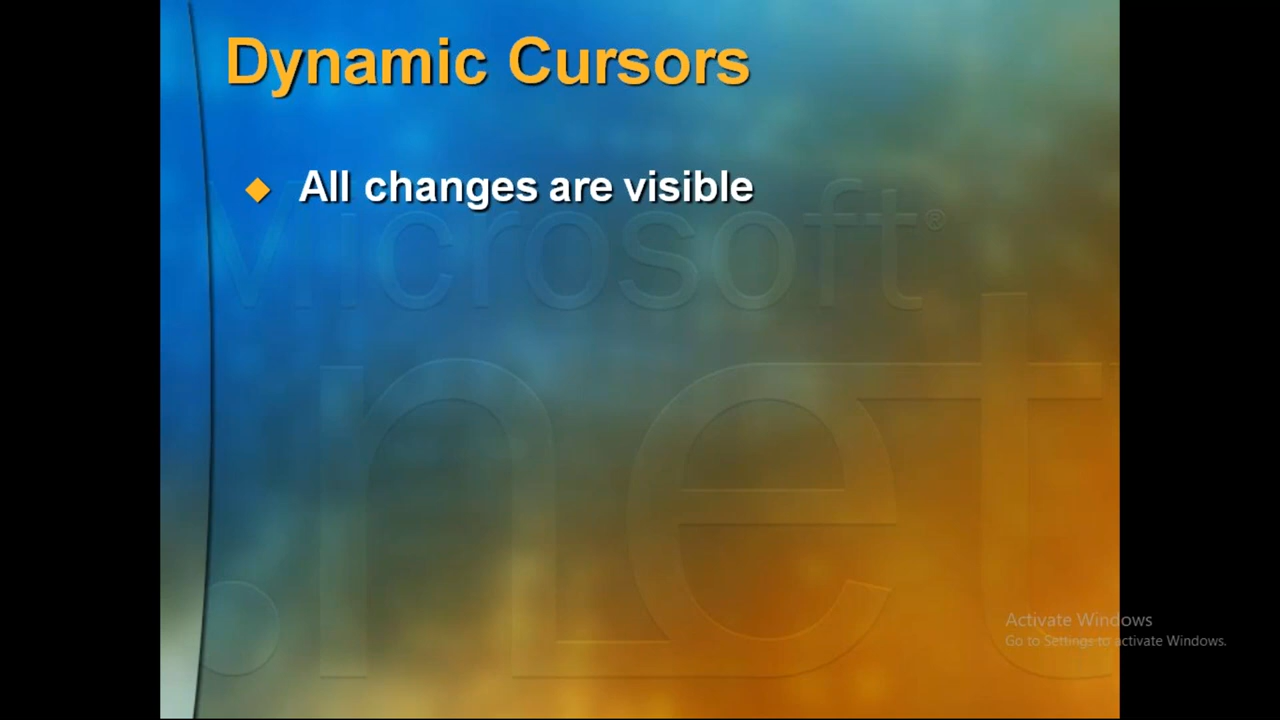 Dynamic Cursors
All changes are visible
Microsoft®
.net
Activate Windows
Go to Settings to activate Windows.